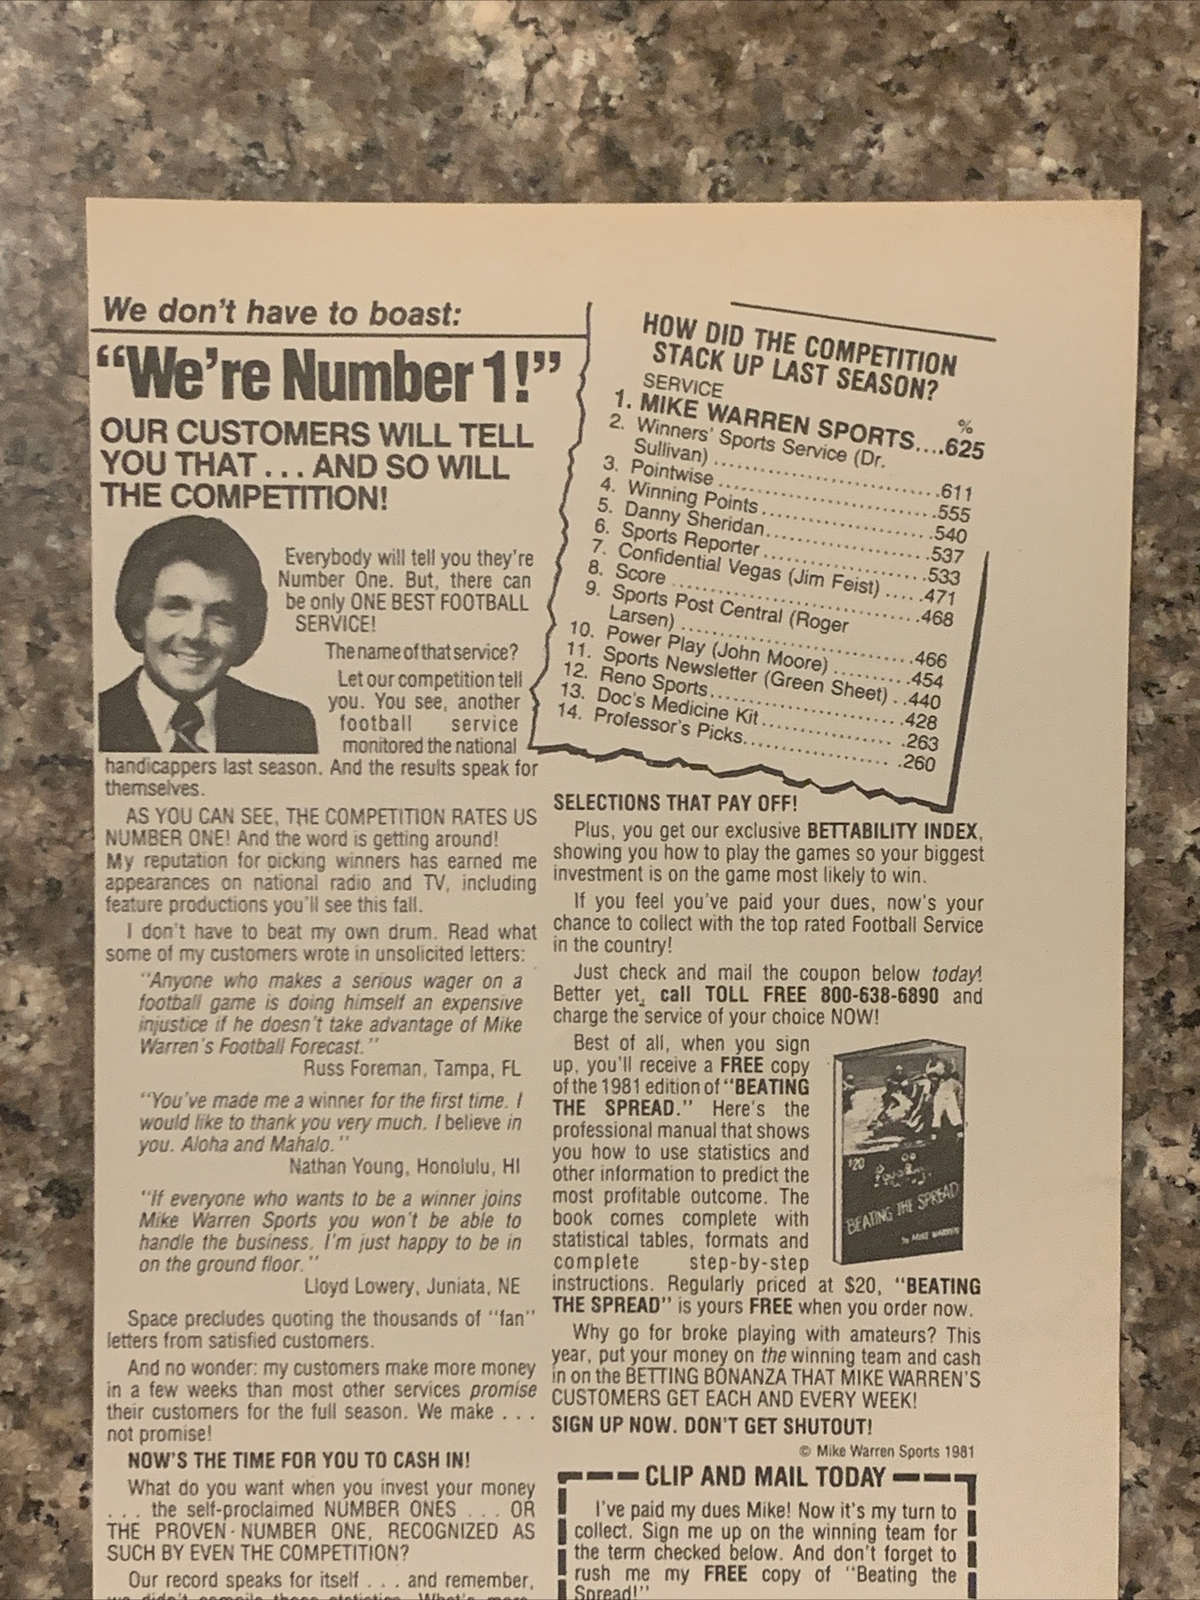 We don't have to boast:
"We're Number 1!"
OUR CUSTOMERS WILL TELL
YOU THAT . . . AND SO WILL
THE COMPETITION!
Everybody will tell you they're
Number One. But, there can
be only ONE BEST FOOTBALL
SERVICE!
The name of that service?
Let our competition tell
you. You see, another
football service
monitored the national
handicappers last season. And the results speak for
themselves.
AS YOU CAN SEE, THE COMPETITION RATES US
NUMBER ONE! And the word is getting around!
My reputation for picking winners has earned me
appearances on national radio and TV, including
feature productions you'll see this fall.
I don't have to beat my own drum. Read what
some of my customers wrote in unsolicited letters:
"Anyone who makes a serious wager on a
football game is doing himself an expensive
injustice if he doesn't take advantage of Mike
Warren's Football Forecast."
Russ Foreman, Tampa, FL
"You've made me a winner for the first time. I
would like to thank you very much. I believe in
you. Aloha and Mahalo."
Nathan Young, Honolulu, HI
"If everyone who wants to be a winner joins
Mike Warren Sports you won't be able to
handle the business. I'm just happy to be in
on the ground floor."
Lloyd Lowery, Juniata, NE
Space precludes quoting the thousands of "fan"
letters from satisfied customers.
And no wonder: my customers make more money
in a few weeks than most other services promise
their customers for the full season. We make . . .
not promise!
NOW'S THE TIME FOR YOU TO CASH IN!
What do you want when you invest your money
. . . the self-proclaimed NUMBER ONES . . . OR
THE PROVEN NUMBER ONE, RECOGNIZED AS
SUCH BY EVEN THE COMPETITION?
Our record speaks for itself . . . and remember,
HOW DID THE COMPETITION
STACK UP LAST SEASON?
SERVICE %
1. MIKE WARREN SPORTS....625
2. Winners' Sports Service (Dr.
Sullivan) .............................611
3. Pointwise .............................555
4. Winning Points.......................540
5. Danny Sheridan.......................537
6. Sports Reporter ......................533
7. Confidential Vegas (Jim Feist) .....471
8. Score ..................................468
9. Sports Post Central (Roger
Larsen) ...............................466
10. Power Play (John Moore) ..........454
11. Sports Newsletter (Green Sheet) ..440
12. Reno Sports..........................428
13. Doc's Medicine Kit ..................263
14. Professor's Picks.....................260
SELECTIONS THAT PAY OFF!
Plus, you get our exclusive BETTABILITY INDEX,
showing you how to play the games so your biggest
investment is on the game most likely to win.
If you feel you've paid your dues, now's your
chance to collect with the top rated Football Service
in the country!
Just check and mail the coupon below today!
Better yet, call TOLL FREE 800-638-6890 and
charge the service of your choice NOW!
Best of all, when you sign
up, you'll receive a FREE copy
of the 1981 edition of "BEATING
THE SPREAD." Here's the
professional manual that shows
you how to use statistics and
other information to predict the
most profitable outcome. The
book comes complete with
statistical tables, formats and
complete step-by-step
instructions. Regularly priced at $20, "BEATING
THE SPREAD" is yours FREE when you order now.
$20
BEATING THE SPREAD
by MIKE WARREN
Why go for broke playing with amateurs? This
year, put your money on the winning team and cash
in on the BETTING BONANZA THAT MIKE WARREN'S
CUSTOMERS GET EACH AND EVERY WEEK!
SIGN UP NOW. DON'T GET SHUTOUT!
© Mike Warren Sports 1981
CLIP AND MAIL TODAY
I've paid my dues Mike! Now it's my turn to
collect. Sign me up on the winning team for
the term checked below. And don't forget to
rush me my FREE copy of "Beating the
Spread!"